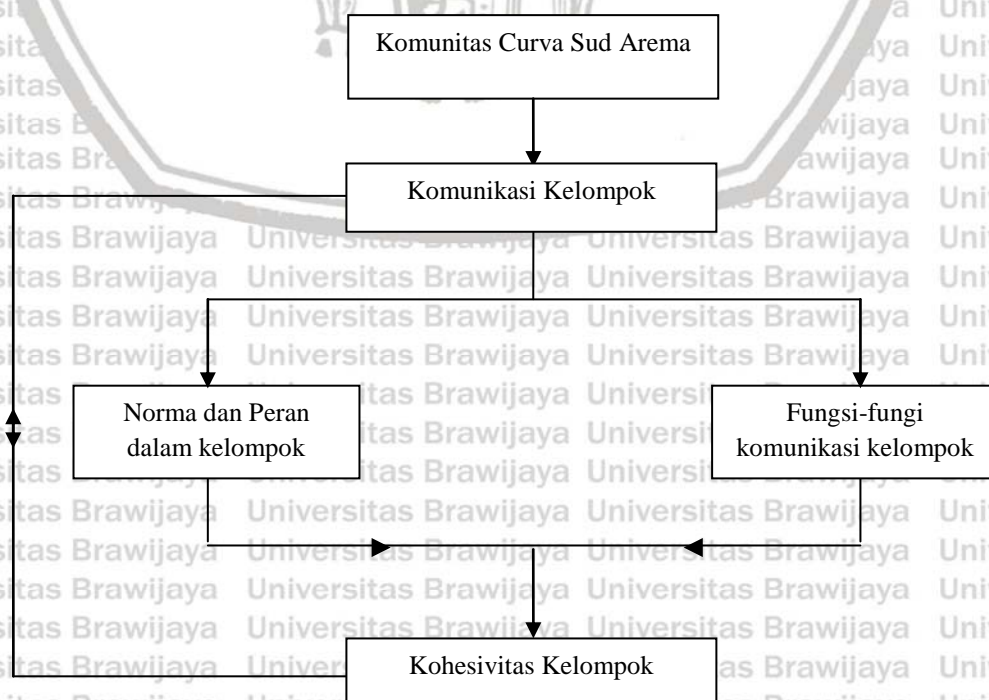 Komunitas Curva Sud Arema
Komunikasi Kelompok
Norma dan Peran
dalam kelompok
Fungsi-fungi
komunikasi kelompok
Kohesivitas Kelompok